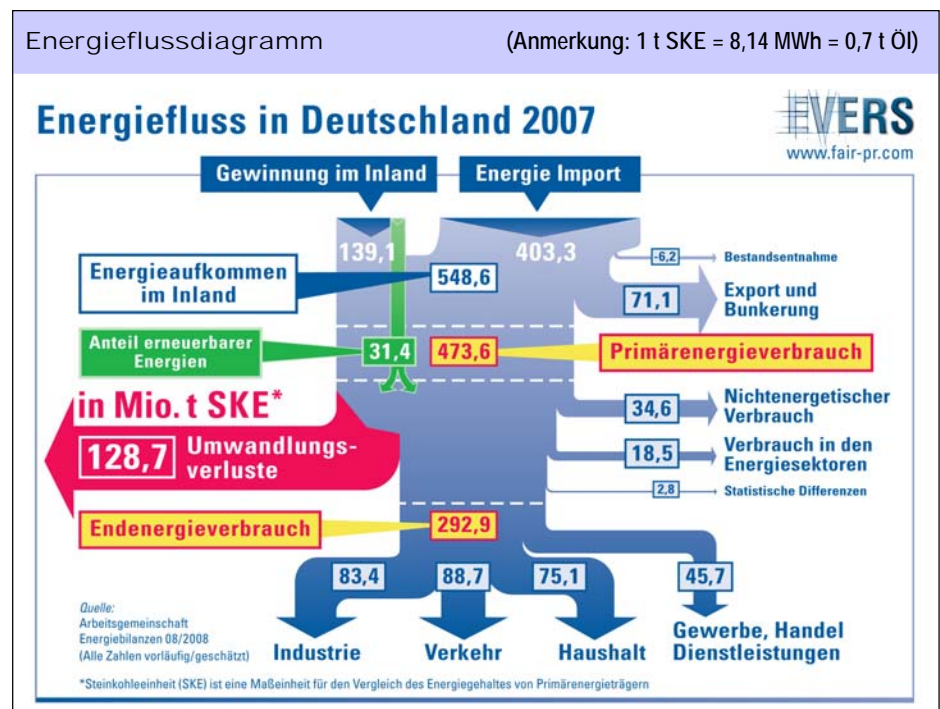 Energieflussdiagramm (Anmerkung: 1 t SKE = 8,14 MWh = 0,7 t Öl)
Energiefluss in Deutschland 2007
EVERS
www.fair-pr.com
Gewinnung im Inland
Energie Import
139,1
403,3
Energieaufkommen
im Inland
548,6
-6,2
Bestandsentnahme
71,1
Export und
Bunkerung
Anteil erneuerbarer
Energien
31,4
473,6
Primärenergieverbrauch
in Mio. t SKE*
128,7
Umwandlungs-
verluste
34,6
Nichtenergetischer
Verbrauch
18,5
Verbrauch in den
Energiesektoren
2,8
Statistische Differenzen
Endenergieverbrauch
292,9
83,4
88,7
75,1
45,7
Industrie
Verkehr
Haushalt
Gewerbe, Handel
Dienstleistungen
Quelle:
Arbeitsgemeinschaft
Energiebilanzen 08/2008
(Alle Zahlen vorläufig/geschätzt)
*Steinkohleeinheit (SKE) ist eine Maßeinheit für den Vergleich des Energiegehaltes von Primärenergieträgern